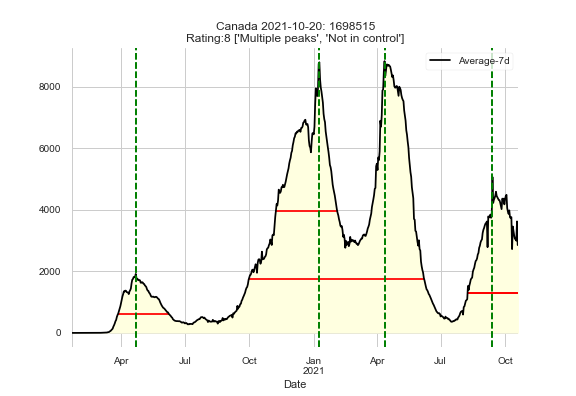 Canada 2021-10-20: 1698515
Rating:8 ['Multiple peaks', 'Not in control']
Average-7d
8000
6000
4000
2000
0
Apr Jul Oct Jan Apr Jul Oct
2021
Date